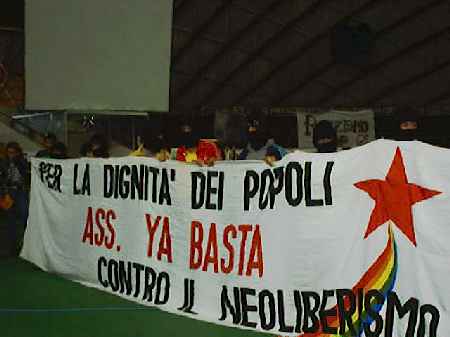 PER LA DIGNITA' DEI POPOLI
ASS. YA BASTA
CONTRO IL NEOLIBERISMO